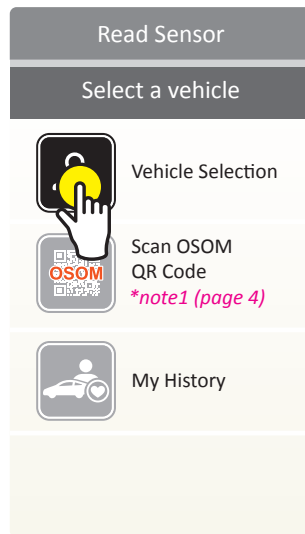 Read Sensor
Select a vehicle
Vehicle Selection
Scan OSOM
QR Code
*note1 (page 4)
OSOM
My History